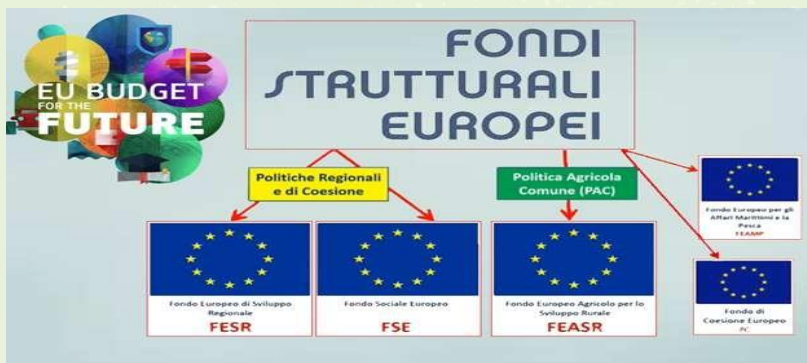 EU BUDGET
FOR THE
FUTURE
FONDI
STRUTTURALI
EUROPEI
Politiche Regionali
e di Coesione
Politica Agricola
Comune (PAC)
Fondo Europeo per gli
Affari Marittimi e la
Pesca
FEAMP
Fondo Europeo di Sviluppo
Regionale
FESR
Fondo Sociale Europeo
FSE
Fondo Europeo Agricolo per lo
Sviluppo Rurale
FEASR
Fondo di
Coesione Europeo